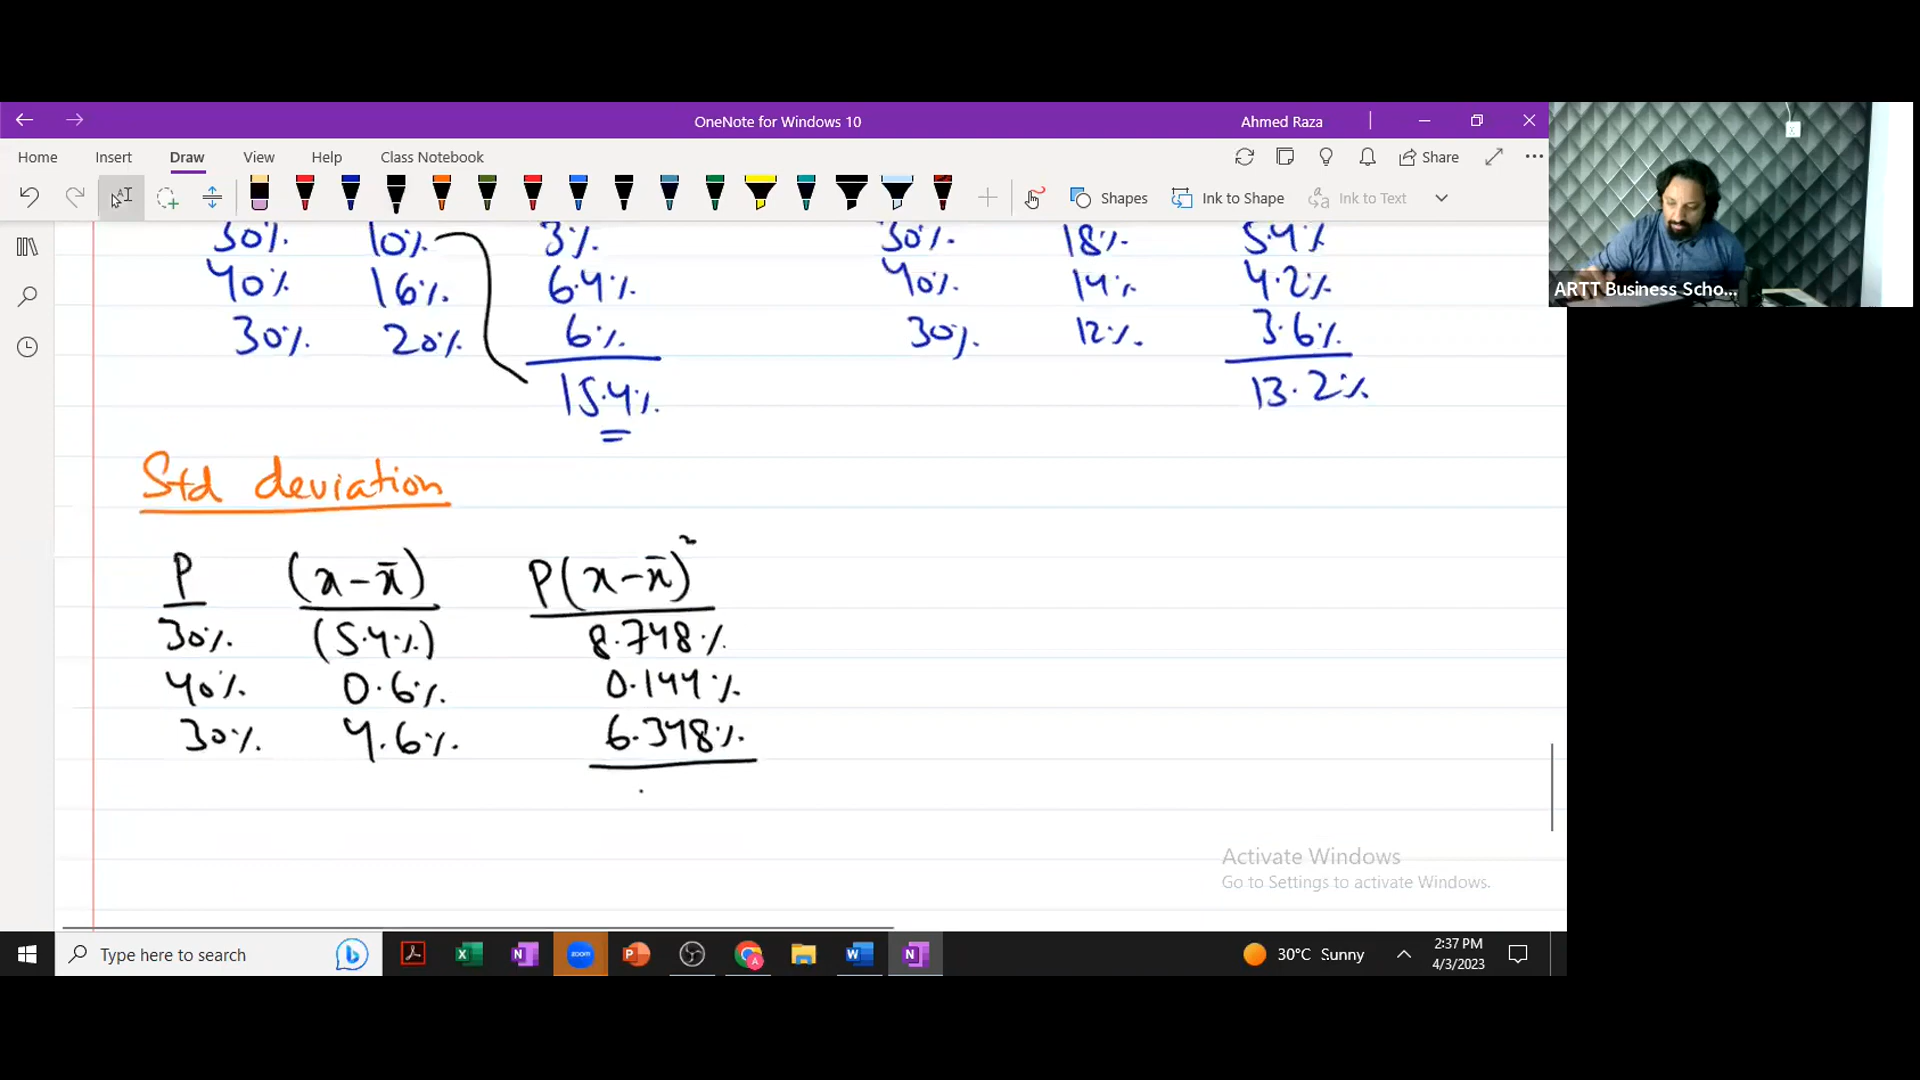 OneNote for Windows 10
Ahmed Raza
Home Insert Draw View Help Class Notebook
Share
Shapes
Ink to Shape
Ink to Text
30% 10% 3% 30% 18% 5.4%
40% 16% 6.4% 40% 14% 4.2%
30% 20% 6% 30% 12% 3.6%
15.4% 13.2%
Std deviation
P (x-x̄) P(x-x̄)²
30% (5.4%) 8.748%
40% 0.6% 0.144%
30% 4.6% 6.348%
ARTT Business Scho...
Activate Windows
Go to Settings to activate Windows.
Type here to search
zoom
30°C Sunny
2:37 PM
4/3/2023